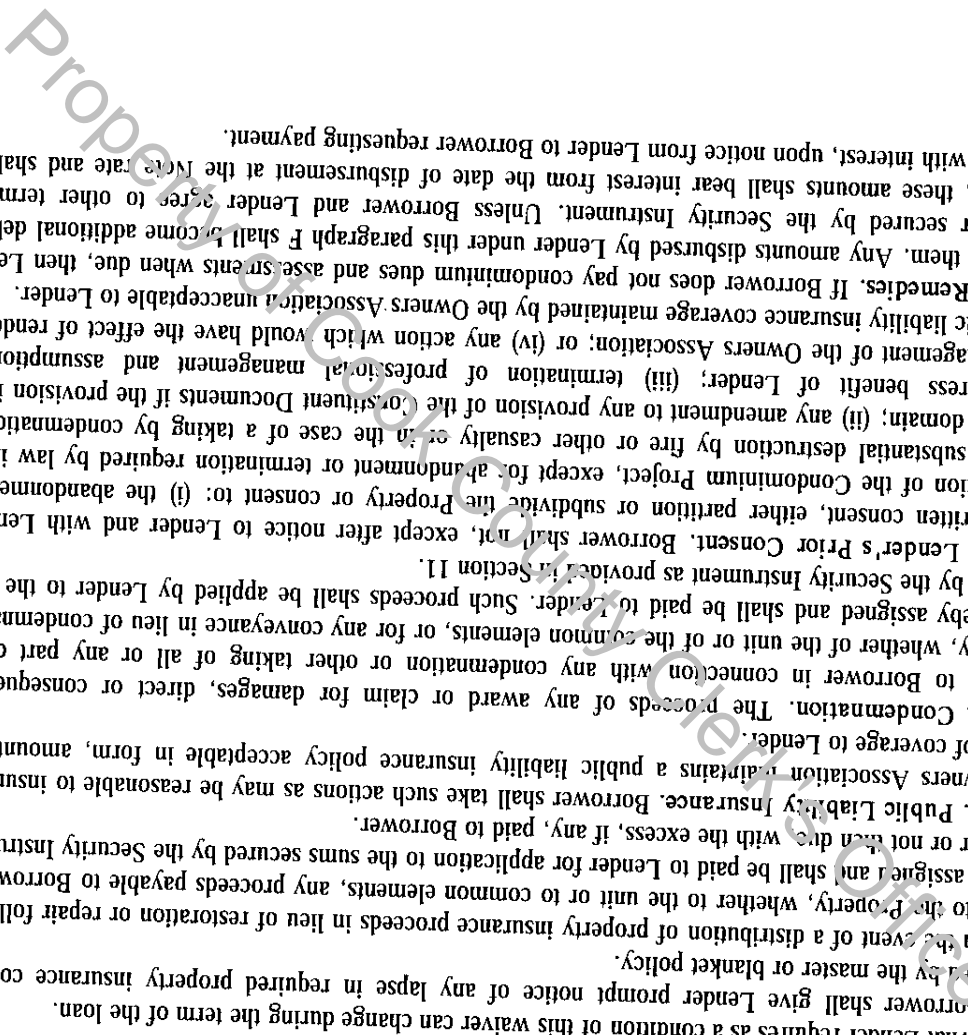 that Lender requires as a condition of this waiver can change during the term of the loan.
orrower shall give Lender prompt notice of any lapse in required property insurance co
by the master or blanket policy.
the event of a distribution of property insurance proceeds in lieu of restoration or repair foll
to the Property, whether to the unit or to common elements, any proceeds payable to Borrow
assigned and shall be paid to Lender for application to the sums secured by the Security Instru
r or not then due, with the excess, if any, paid to Borrower.
. Public Liability Insurance. Borrower shall take such actions as may be reasonable to insu
wners Association maintains a public liability insurance policy acceptable in form, amount
of coverage to Lender.
. Condemnation. The proceeds of any award or claim for damages, direct or conseque
to Borrower in connection with any condemnation or other taking of all or any part o
y, whether of the unit or of the common elements, or for any conveyance in lieu of condemna
eby assigned and shall be paid to Lender. Such proceeds shall be applied by Lender to the
by the Security Instrument as provided in Section 11.
Lender's Prior Consent. Borrower shall not, except after notice to Lender and with Len
ritten consent, either partition or subdivide the Property or consent to: (i) the abandonme
tion of the Condominium Project, except for abandonment or termination required by law i
substantial destruction by fire or other casualty or in the case of a taking by condemnatio
domain; (ii) any amendment to any provision of the Constituent Documents if the provision i
ress benefit of Lender; (iii) termination of professional management and assumption
agement of the Owners Association; or (iv) any action which would have the effect of rende
ic liability insurance coverage maintained by the Owners Association unacceptable to Lender.
Remedies. If Borrower does not pay condominium dues and assessments when due, then Le
them. Any amounts disbursed by Lender under this paragraph F shall become additional deb
r secured by the Security Instrument. Unless Borrower and Lender agree to other term
, these amounts shall bear interest from the date of disbursement at the Note rate and shal
with interest, upon notice from Lender to Borrower requesting payment.
Property of Cook County Clerk's Office